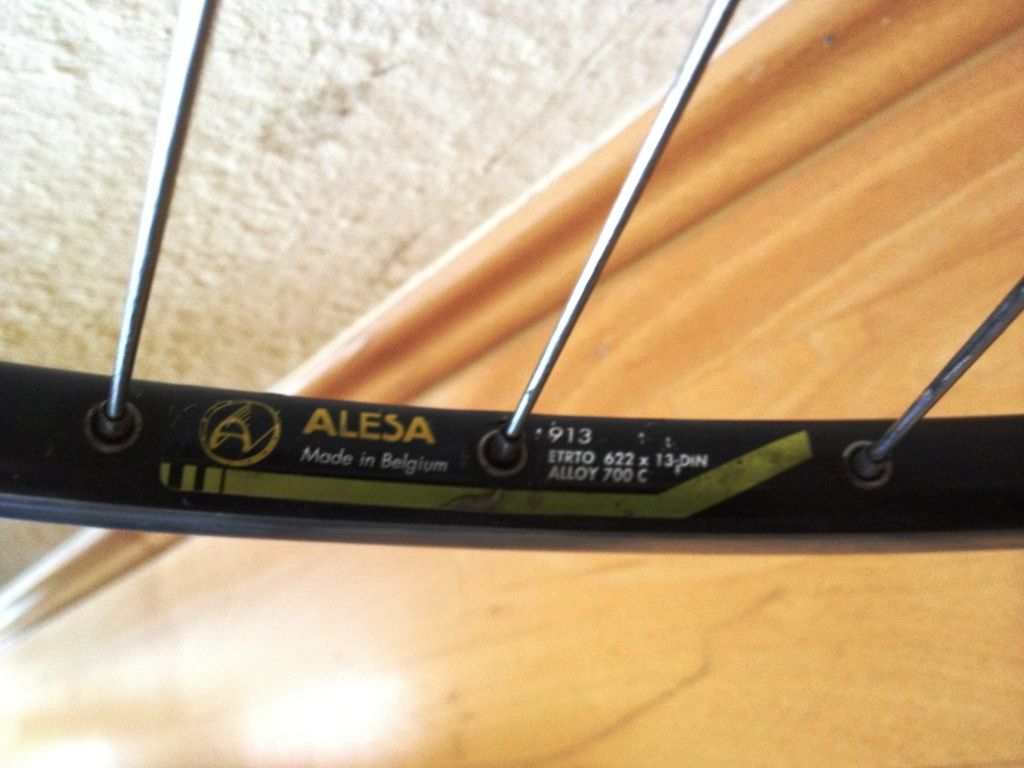 ALESA
Made in Belgium
913
ETRTO 622 x 13 DIN
ALLOY 700 C